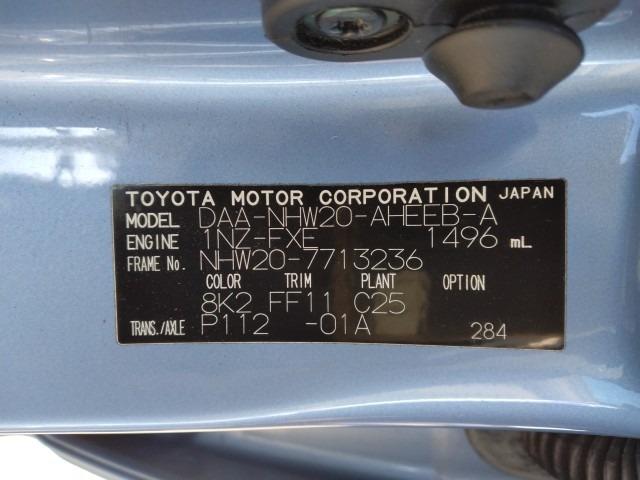 TOYOTA MOTOR CORPORATION JAPAN
MODEL DAA-NHW20-AHEEB-A
ENGINE 1NZ-FXE 1496 mL
FRAME No. NHW20-7713236
COLOR TRIM PLANT OPTION
8K2 FF11 C25
TRANS./AXLE P112 -01A 284